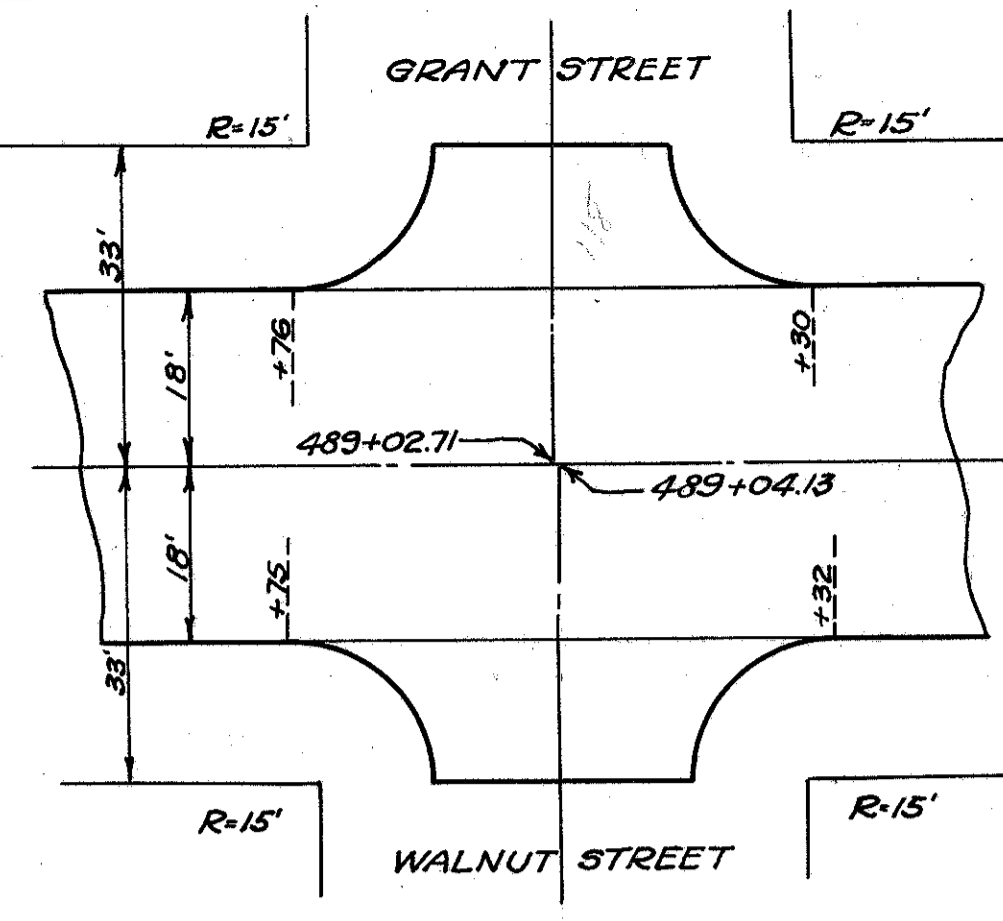 GRANT STREET
R=15'
R=15'
33'
18'
+76
+30
489+02.71
489+04.13
18'
+75
+32
33'
R=15'
R=15'
WALNUT STREET